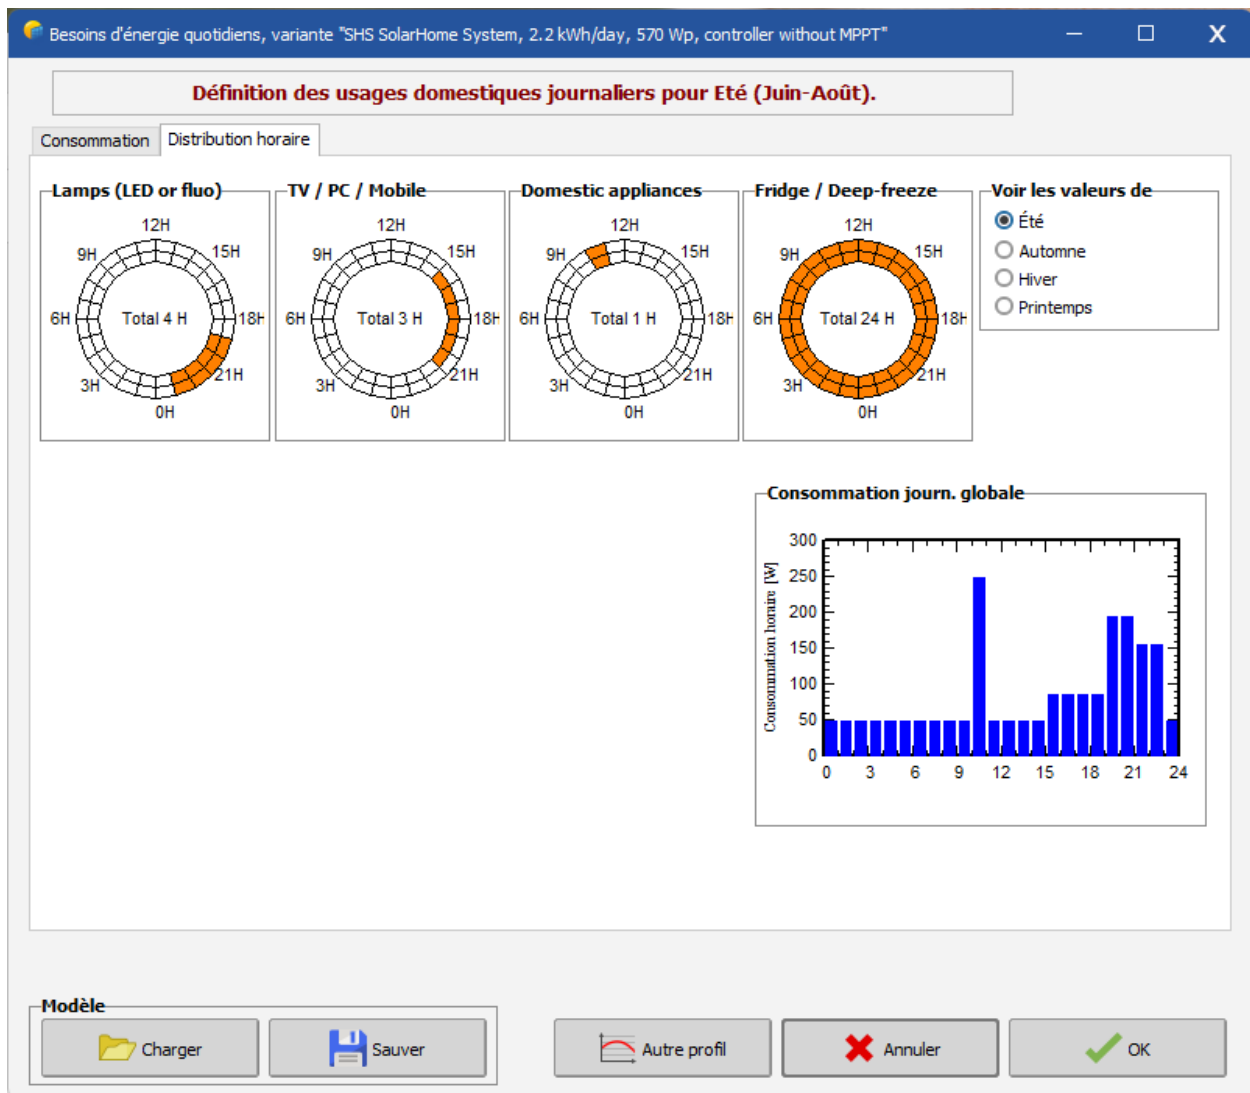 Besoins d'énergie quotidiens, variante "SHS SolarHome System, 2.2 kWh/day, 570 Wp, controller without MPPT"
Définition des usages domestiques journaliers pour Eté (Juin-Août).
Consommation Distribution horaire
Lamps (LED or fluo)
12H
9H 15H
6H Total 4 H 18H
3H 21H
0H
TV / PC / Mobile
12H
9H 15H
6H Total 3 H 18H
3H 21H
0H
Domestic appliances
12H
9H 15H
6H Total 1 H 18H
3H 21H
0H
Fridge / Deep-freeze
12H
9H 15H
6H Total 24 H 18H
3H 21H
0H
Voir les valeurs de
Été
Automne
Hiver
Printemps
Consommation journ. globale
Consommation horaire [W]
300
250
200
150
100
50
0
0 3 6 9 12 15 18 21 24
Modèle
Charger Sauver Autre profil Annuler OK